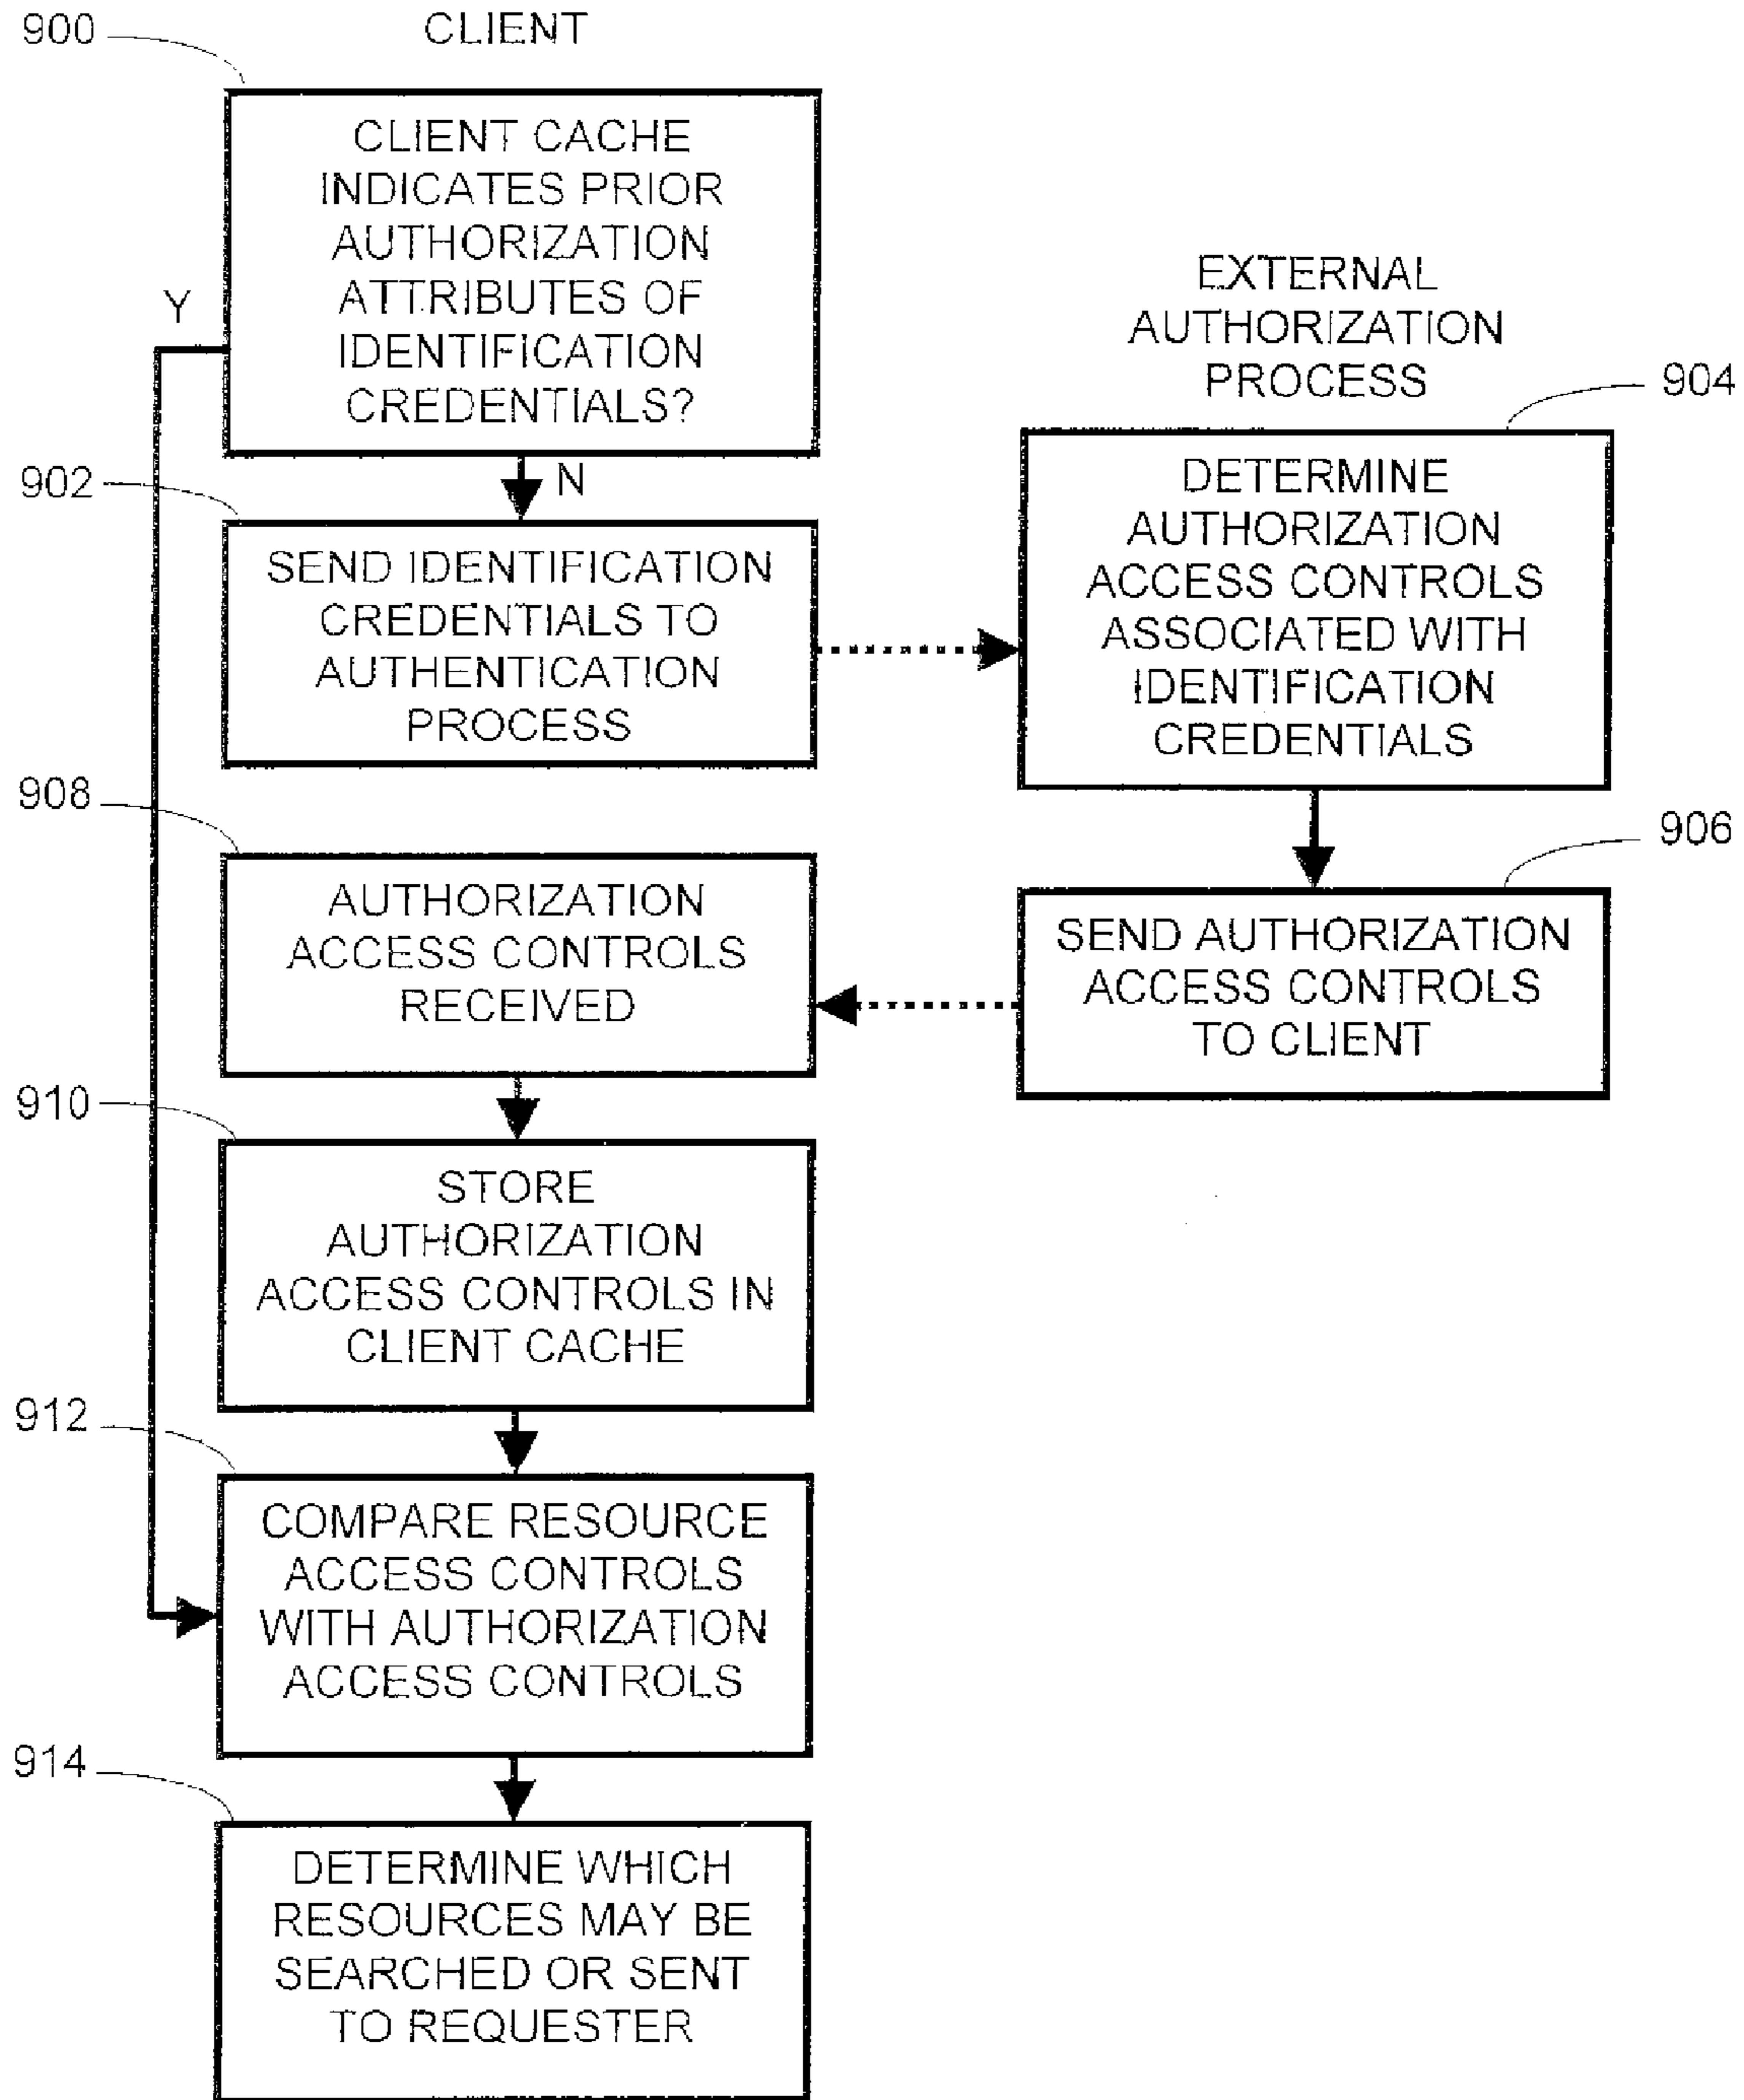 900
CLIENT
CLIENT CACHE
INDICATES PRIOR
AUTHORIZATION
ATTRIBUTES OF
IDENTIFICATION
CREDENTIALS?
Y
N
902
SEND IDENTIFICATION
CREDENTIALS TO
AUTHENTICATION
PROCESS
EXTERNAL
AUTHORIZATION
PROCESS
904
DETERMINE
AUTHORIZATION
ACCESS CONTROLS
ASSOCIATED WITH
IDENTIFICATION
CREDENTIALS
906
SEND AUTHORIZATION
ACCESS CONTROLS
TO CLIENT
908
AUTHORIZATION
ACCESS CONTROLS
RECEIVED
910
STORE
AUTHORIZATION
ACCESS CONTROLS IN
CLIENT CACHE
912
COMPARE RESOURCE
ACCESS CONTROLS
WITH AUTHORIZATION
ACCESS CONTROLS
914
DETERMINE WHICH
RESOURCES MAY BE
SEARCHED OR SENT
TO REQUESTER